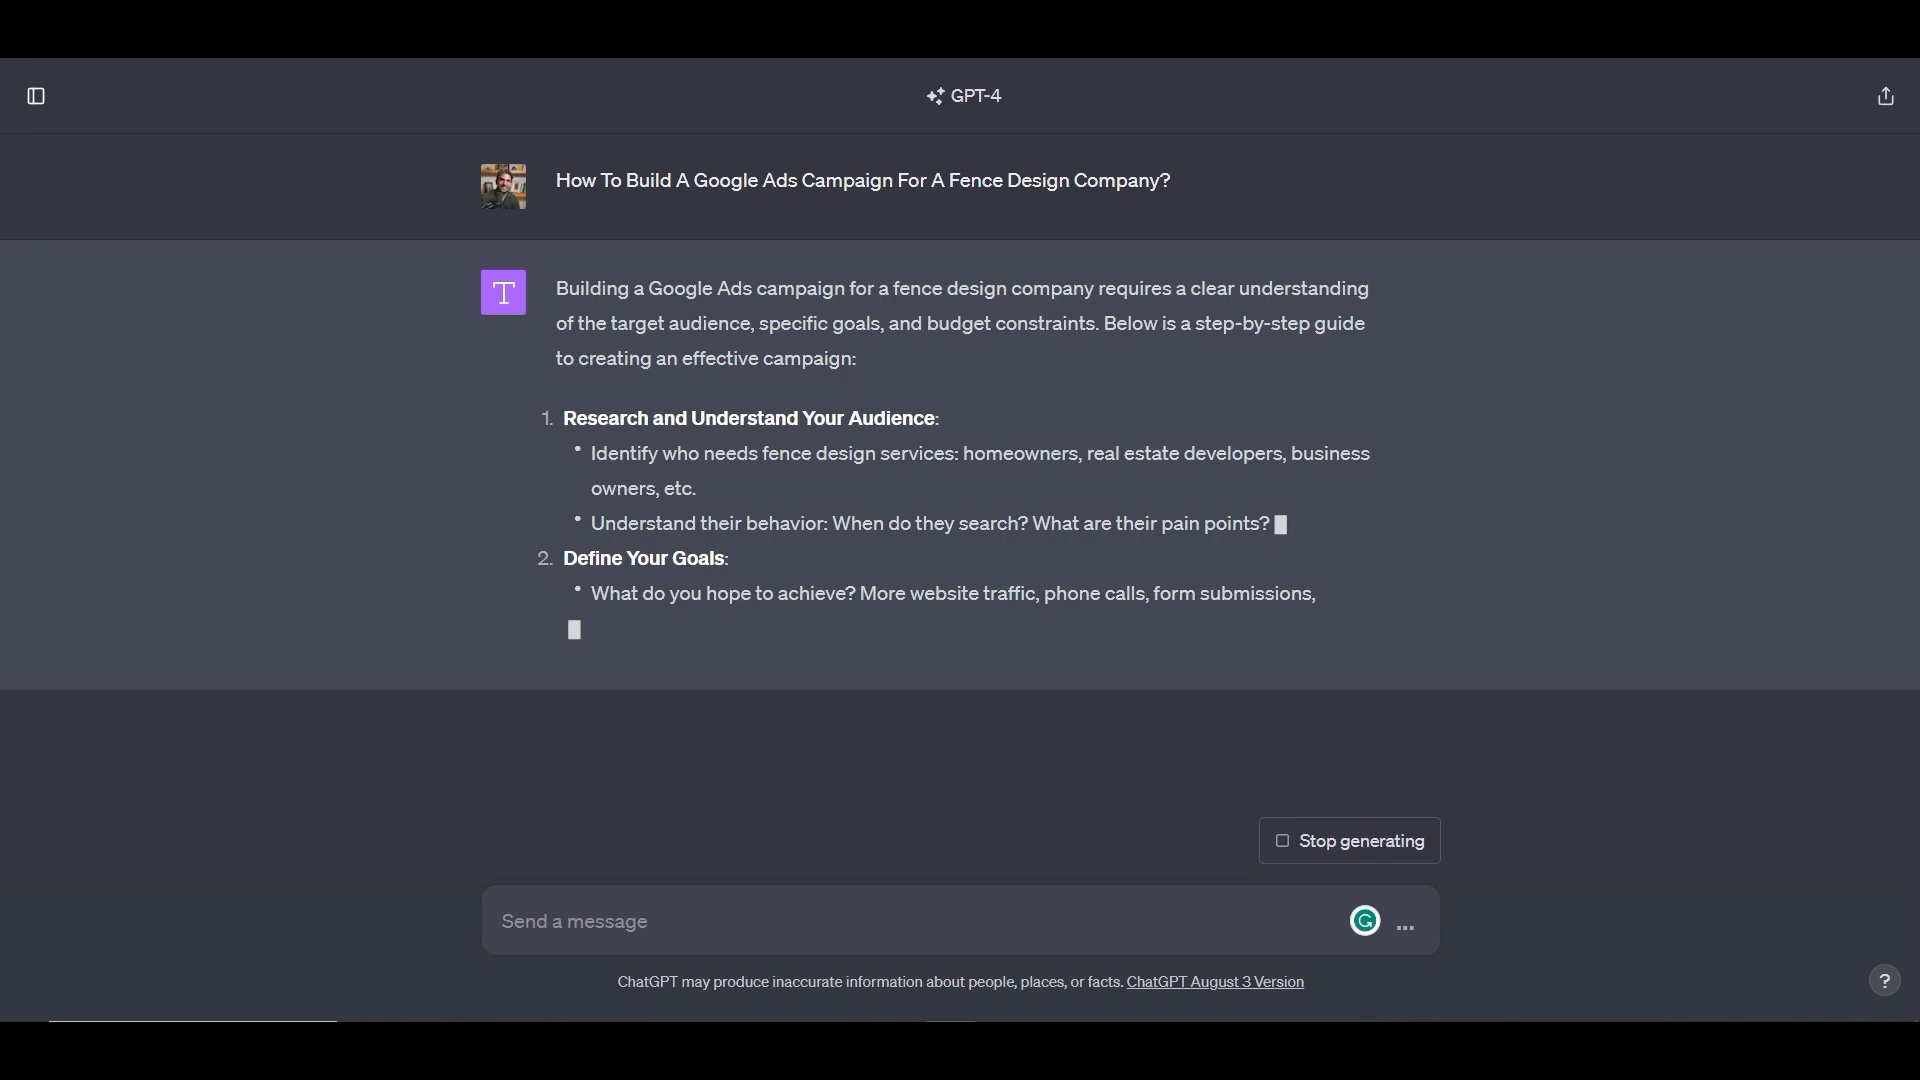 GPT-4
How To Build A Google Ads Campaign For A Fence Design Company?
T
Building a Google Ads campaign for a fence design company requires a clear understanding
of the target audience, specific goals, and budget constraints. Below is a step-by-step guide
to creating an effective campaign:
1. Research and Understand Your Audience:
• Identify who needs fence design services: homeowners, real estate developers, business
owners, etc.
• Understand their behavior: When do they search? What are their pain points?
2. Define Your Goals:
• What do you hope to achieve? More website traffic, phone calls, form submissions,
Stop generating
Send a message
G
...
ChatGPT may produce inaccurate information about people, places, or facts. ChatGPT August 3 Version
?